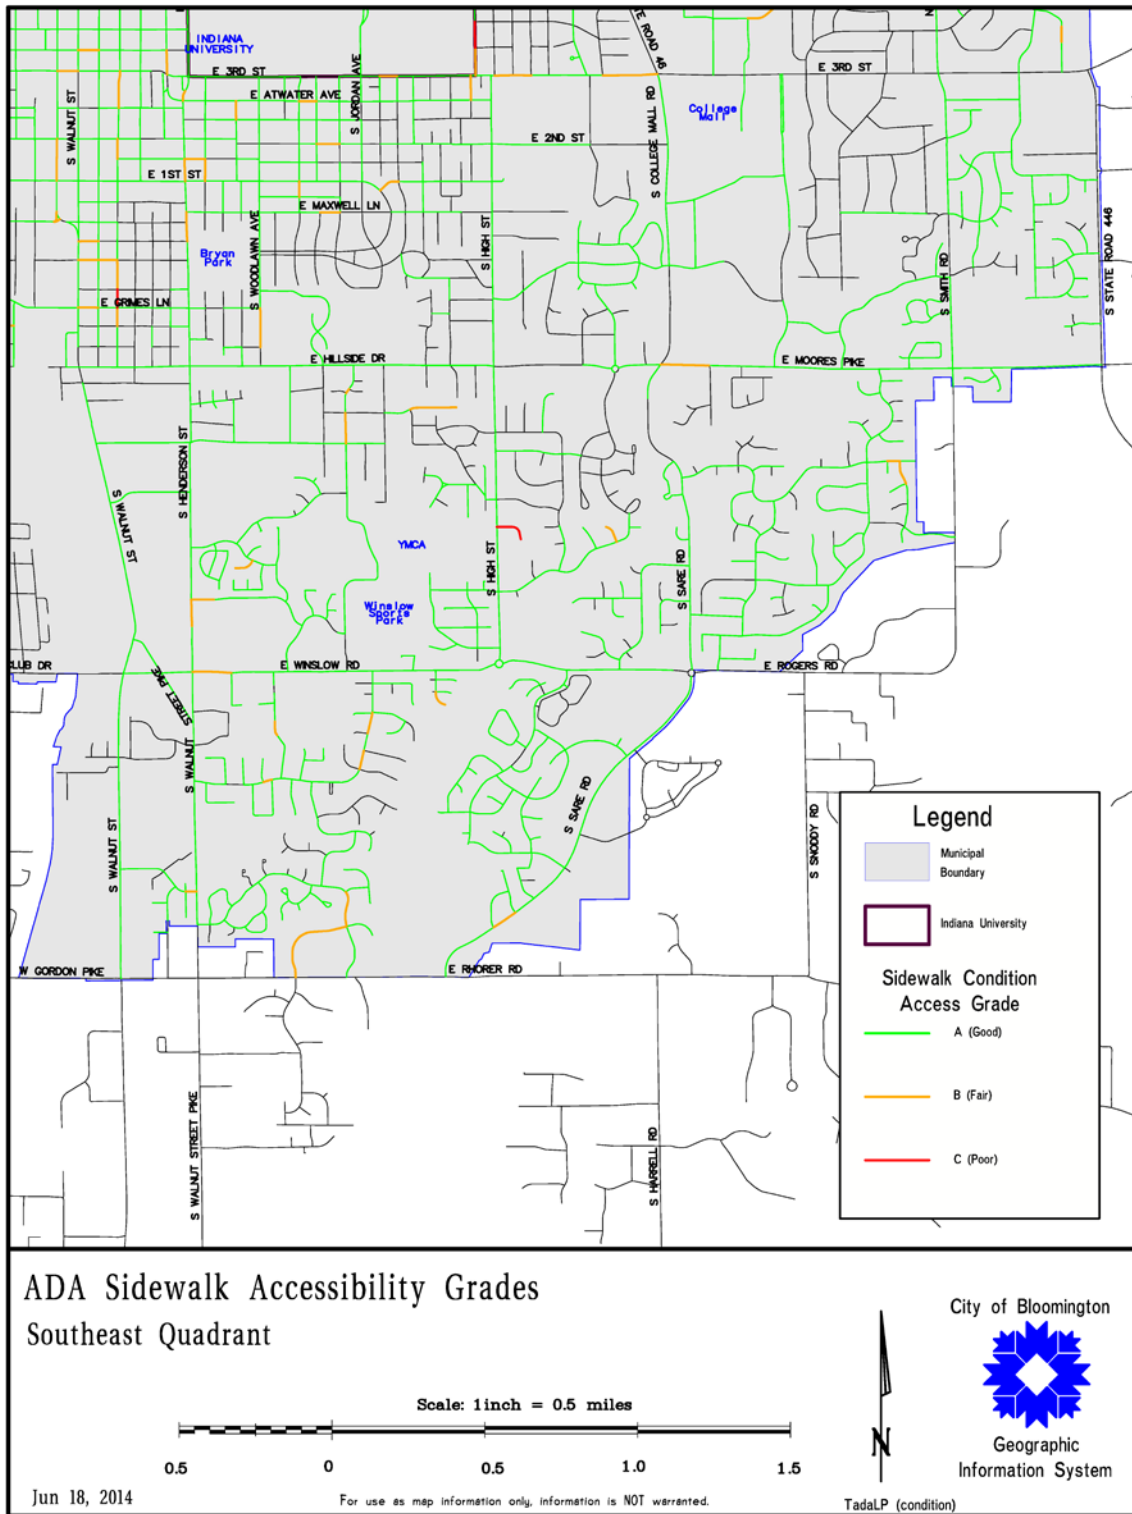 INDIANA
UNIVERSITY
E 3RD ST
E ATWATER AVE
S JORDAN AVE
S WALNUT ST
E 1ST ST
E MAXWELL LN
E 2ND ST
S COLLEGE MALL RD
TE ROAD 46
College
Mall
E 3RD ST
N
Bryan
Park
S WOODLAWN AVE
S HIGH ST
S SMITH RD
S STATE ROAD 446
E GRIMES LN
E HILLSIDE DR
E MOORES PIKE
S HENDERSON ST
S WALNUT ST
YMCA
S HIGH ST
S SARE RD
Winslow
Sports
Park
CLUB DR
E WINSLOW RD
E ROGERS RD
STREET PIKE
S WALNUT
S WALNUT ST
S SARE RD
S SNODDY RD
W GORDON PIKE
E RHORER RD
S WALNUT STREET PIKE
S HARRELL RD
Legend
Municipal
Boundary
Indiana University
Sidewalk Condition
Access Grade
A (Good)
B (Fair)
C (Poor)
ADA Sidewalk Accessibility Grades
Southeast Quadrant
Scale: 1inch = 0.5 miles
0.5 0 0.5 1.0 1.5
Jun 18, 2014
For use as map information only, information is NOT warranted.
N
City of Bloomington
Geographic
Information System
TadaLP (condition)